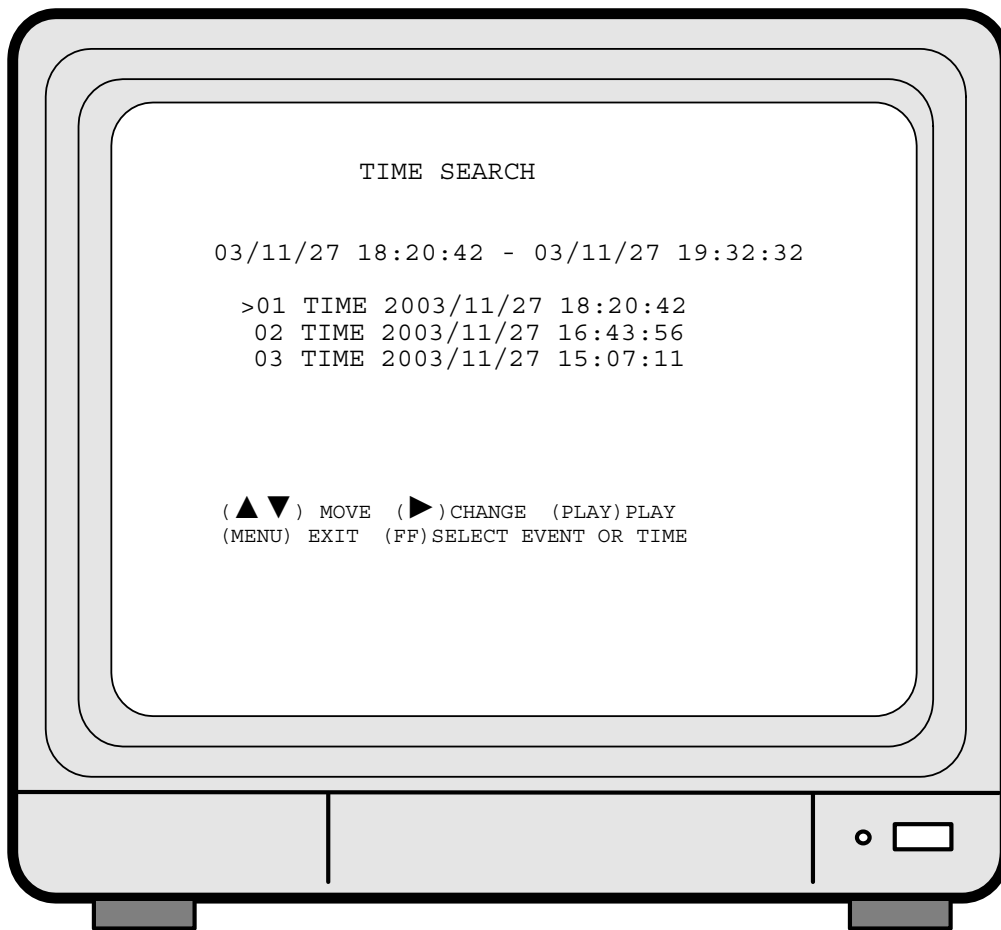 TIME SEARCH
03/11/27 18:20:42 - 03/11/27 19:32:32
>01 TIME 2003/11/27 18:20:42
02 TIME 2003/11/27 16:43:56
03 TIME 2003/11/27 15:07:11
(▲▼) MOVE (▶)CHANGE (PLAY)PLAY
(MENU) EXIT (FF)SELECT EVENT OR TIME